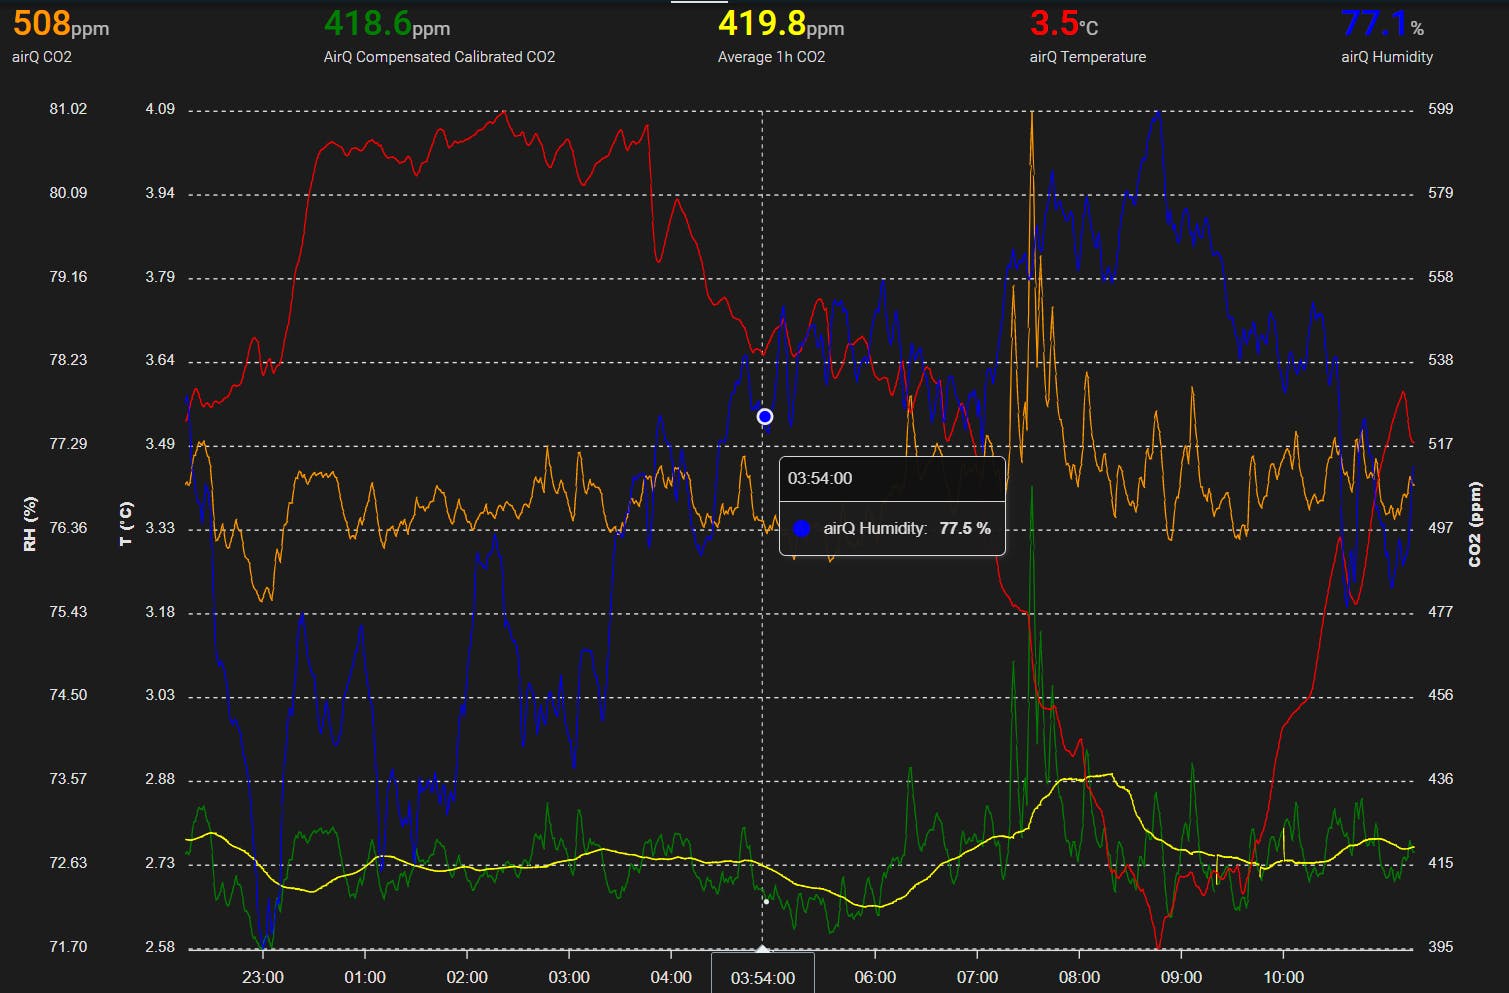 508ppm
airQ CO2
418.6ppm
AirQ Compensated Calibrated CO2
419.8ppm
Average 1h CO2
3.5°C
airQ Temperature
77.1%
airQ Humidity
81.02 4.09 599
80.09 3.94 579
79.16 3.79 558
78.23 3.64 538
77.29 3.49 517
76.36 3.33 497
75.43 3.18 477
74.50 3.03 456
73.57 2.88 436
72.63 2.73 415
71.70 2.58 395
RH (%)
T (°C)
CO2 (ppm)
03:54:00
airQ Humidity: 77.5 %
23:00 01:00 02:00 03:00 04:00 03:54:00 06:00 07:00 08:00 09:00 10:00